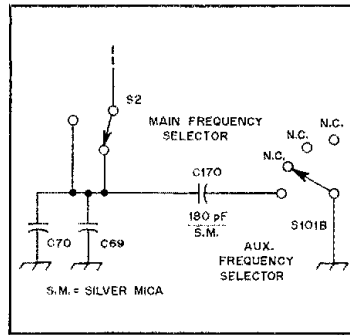 S2
MAIN FREQUENCY
SELECTOR
N.C.
N.C.
N.C.
C170
180 pF
S.M.
C70
C69
S101B
AUX.
FREQUENCY
SELECTOR
S.M. = SILVER MICA